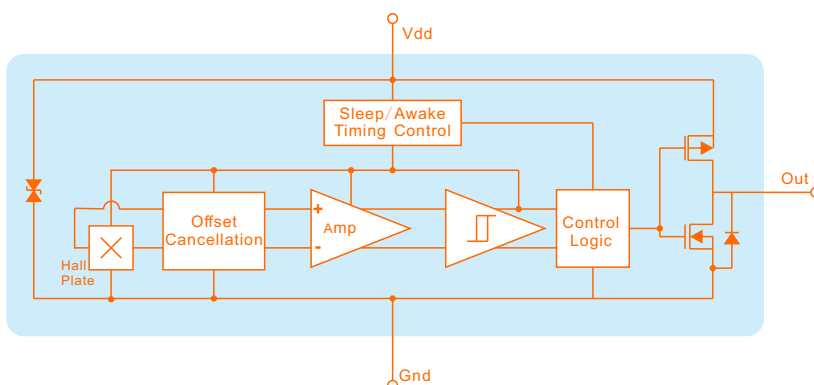 Vdd
Sleep/Awake
Timing Control
Out
Offset
Cancellation
+
-
Amp
Control
Logic
Hall
Plate
Gnd